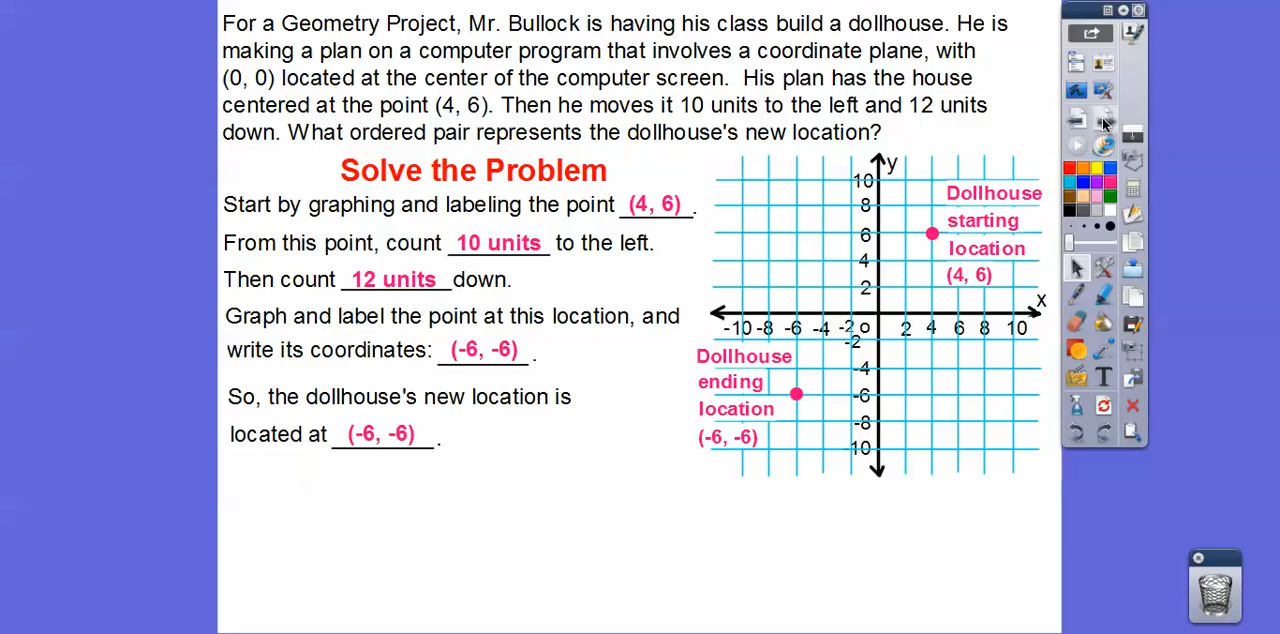 For a Geometry Project, Mr. Bullock is having his class build a dollhouse. He is
making a plan on a computer program that involves a coordinate plane, with
(0, 0) located at the center of the computer screen.  His plan has the house
centered at the point (4, 6). Then he moves it 10 units to the left and 12 units
down. What ordered pair represents the dollhouse's new location?
Solve the Problem
Start by graphing and labeling the point (4, 6).
From this point, count 10 units to the left.
Then count 12 units down.
Graph and label the point at this location, and
write its coordinates: (-6, -6).
So, the dollhouse's new location is
located at (-6, -6).
y
10
8
6
4
2
Dollhouse
starting
location
(4, 6)
x
-10 -8 -6 -4 -2 o 2 4 6 8 10
-2
-4
-6
-8
-10
Dollhouse
ending
location
(-6, -6)